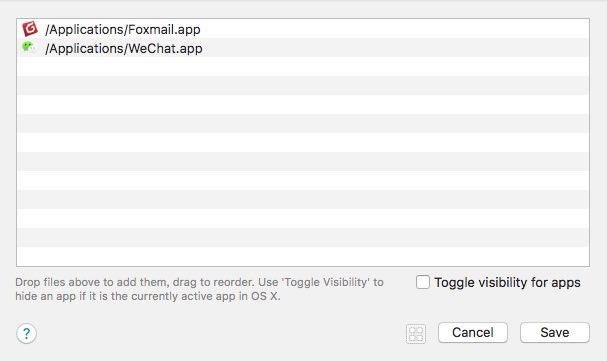 /Applications/Foxmail.app
/Applications/WeChat.app
Drop files above to add them, drag to reorder. Use 'Toggle Visibility' to
hide an app if it is the currently active app in OS X.
Toggle visibility for apps
?
Cancel
Save